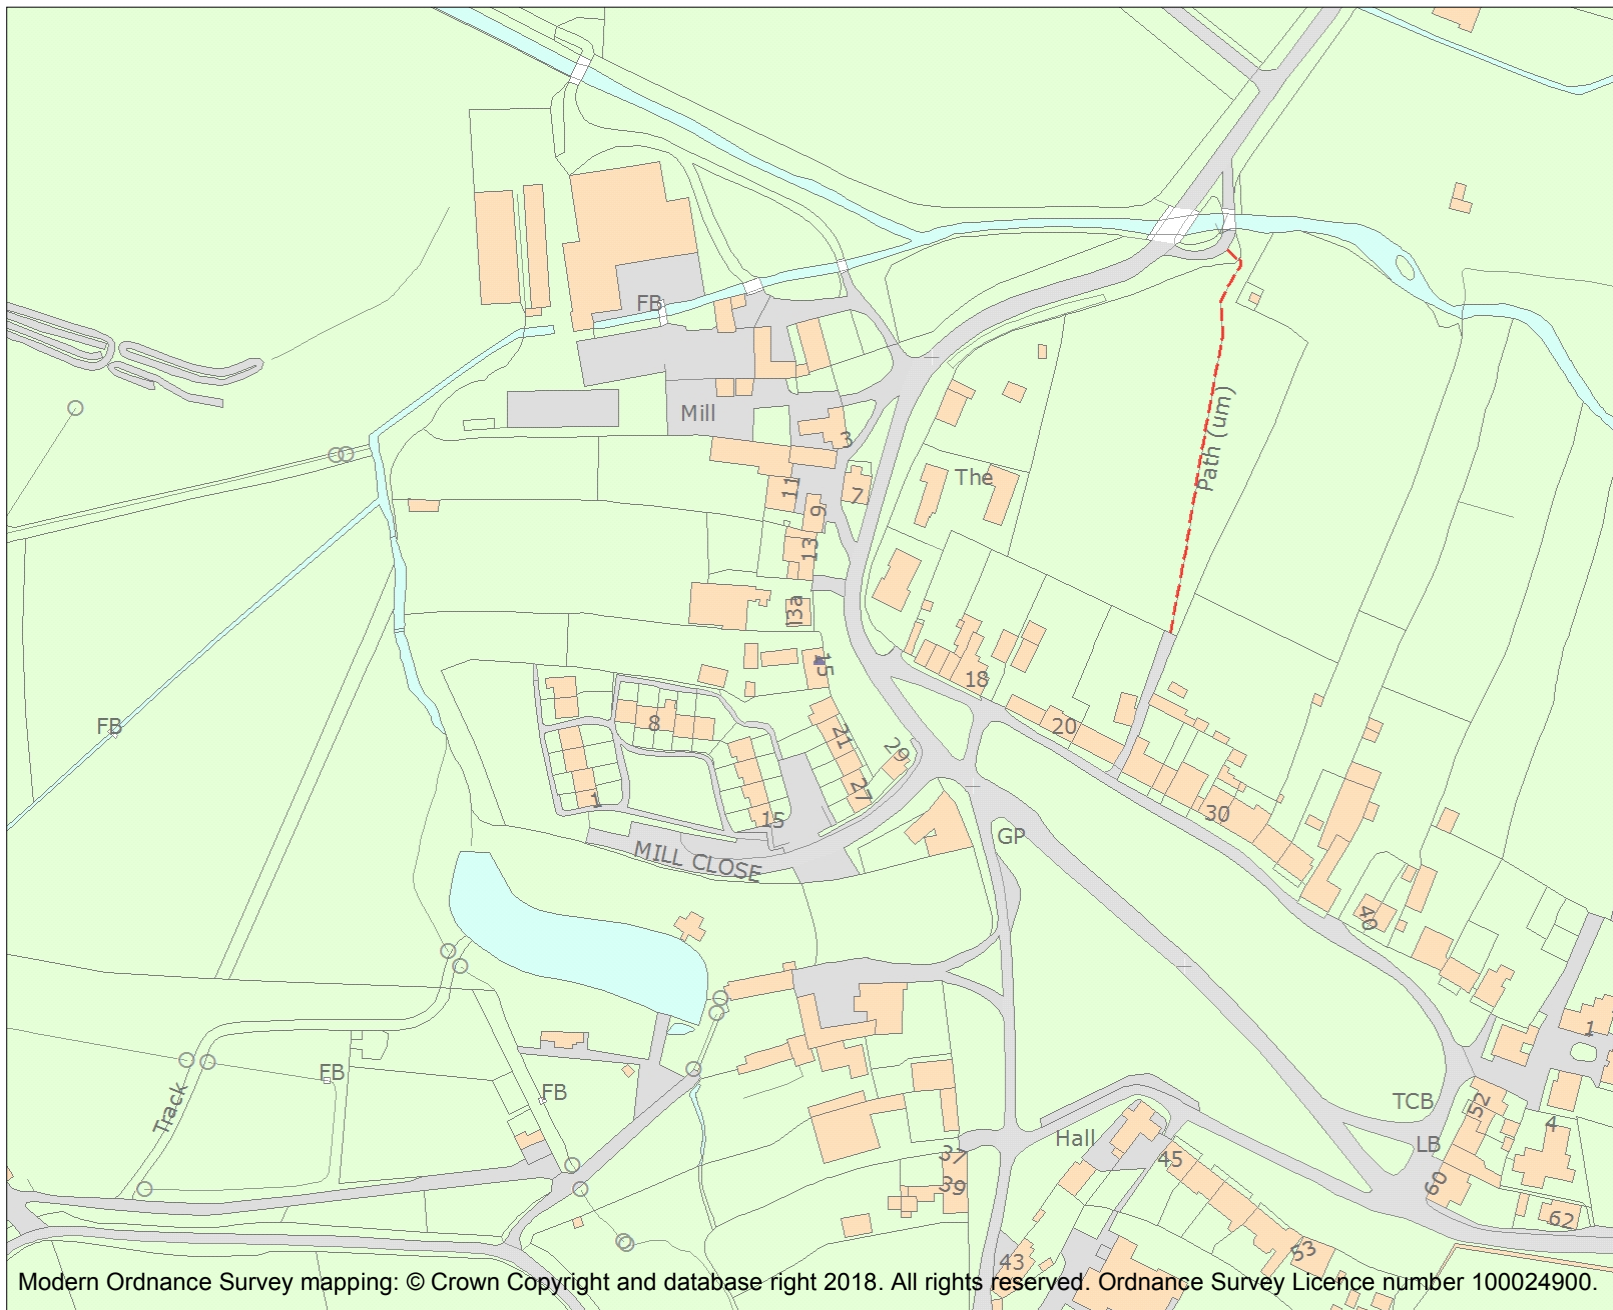 FB
Mill
3
Path (um)
The
11
7
9
13
13a
15
18
8
FB
20
21
29
1
27
15
30
GP
MILL CLOSE
40
1
FB
Track
FB
TCB
52
4
Hall
LB
37
45
39
60
62
53
43
Modern Ordnance Survey mapping: © Crown Copyright and database right 2018. All rights reserved. Ordnance Survey Licence number 100024900.